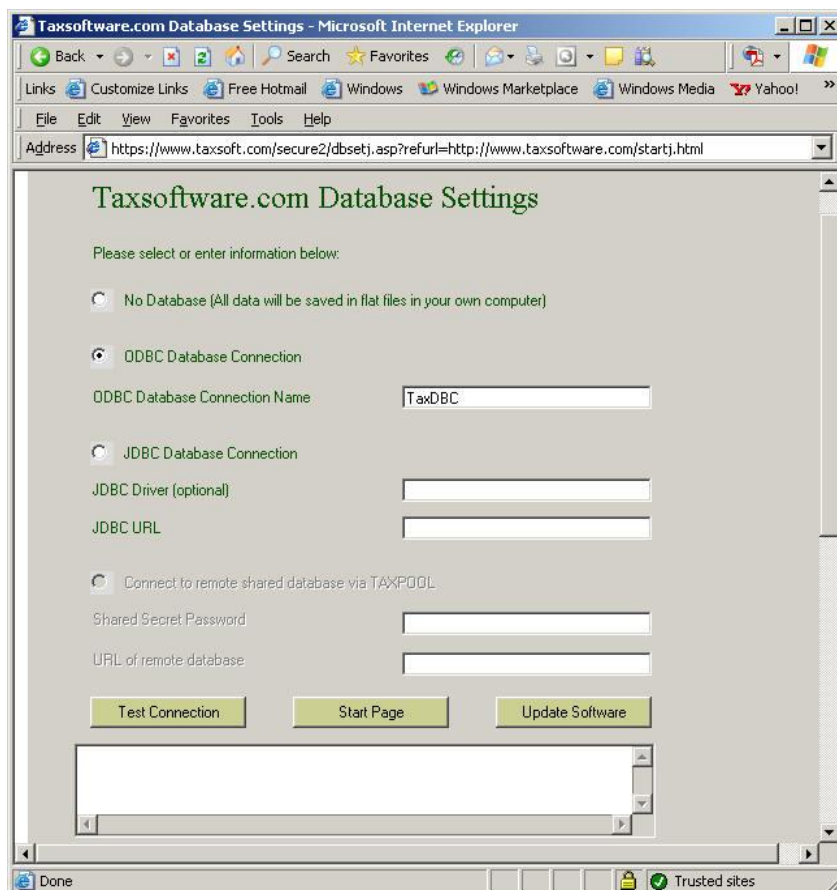 Taxsoftware.com Database Settings - Microsoft Internet Explorer
Back Search Favorites
Links Customize Links Free Hotmail Windows Windows Marketplace Windows Media Yahoo! »
File Edit View Favorites Tools Help
Address https://www.taxsoft.com/secure2/dbsetj.asp?refurl=http://www.taxsoftware.com/startj.html
Taxsoftware.com Database Settings
Please select or enter information below:
No Database (All data will be saved in flat files in your own computer)
ODBC Database Connection
ODBC Database Connection Name TaxDBC
JDBC Database Connection
JDBC Driver (optional)
JDBC URL
Connect to remote shared database via TAXPOOL
Shared Secret Password
URL of remote database
Test Connection Start Page Update Software
Done Trusted sites